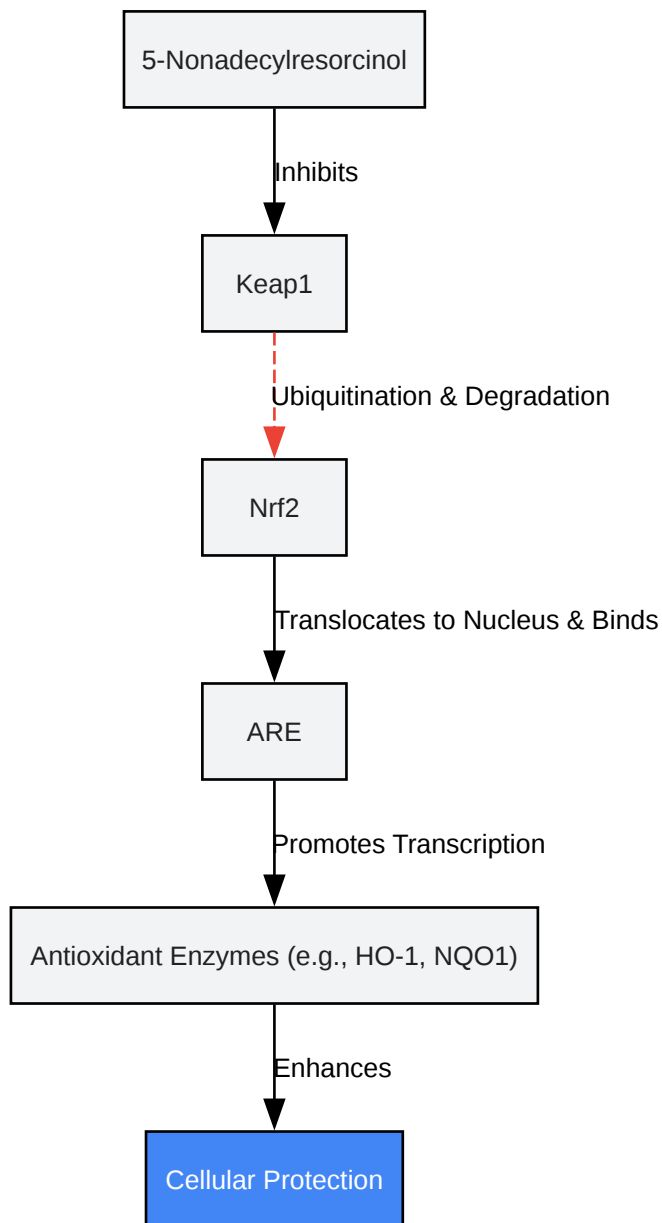 5-Nonadecylresorcinol
Inhibits
Keap1
Ubiquitination & Degradation
Nrf2
Translocates to Nucleus & Binds
ARE
Promotes Transcription
Antioxidant Enzymes (e.g., HO-1, NQO1)
Enhances
Cellular Protection